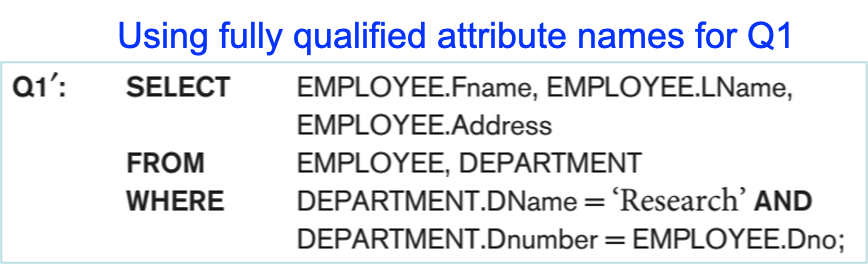 Using fully qualified attribute names for Q1
Q1′: SELECT EMPLOYEE.Fname, EMPLOYEE.LName,
EMPLOYEE.Address
FROM EMPLOYEE, DEPARTMENT
WHERE DEPARTMENT.DName = ‘Research’ AND
DEPARTMENT.Dnumber = EMPLOYEE.Dno;